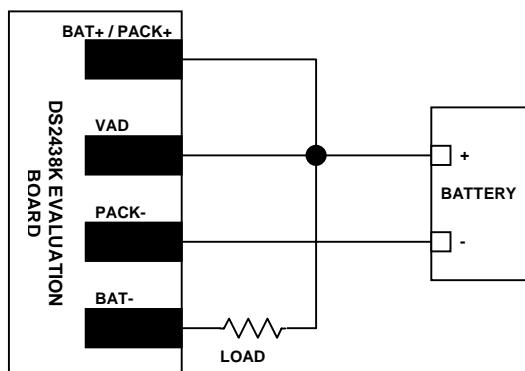 BAT+ / PACK+
VAD
PACK-
BAT-
DS2438K EVALUATION
BOARD
LOAD
+
BATTERY
-